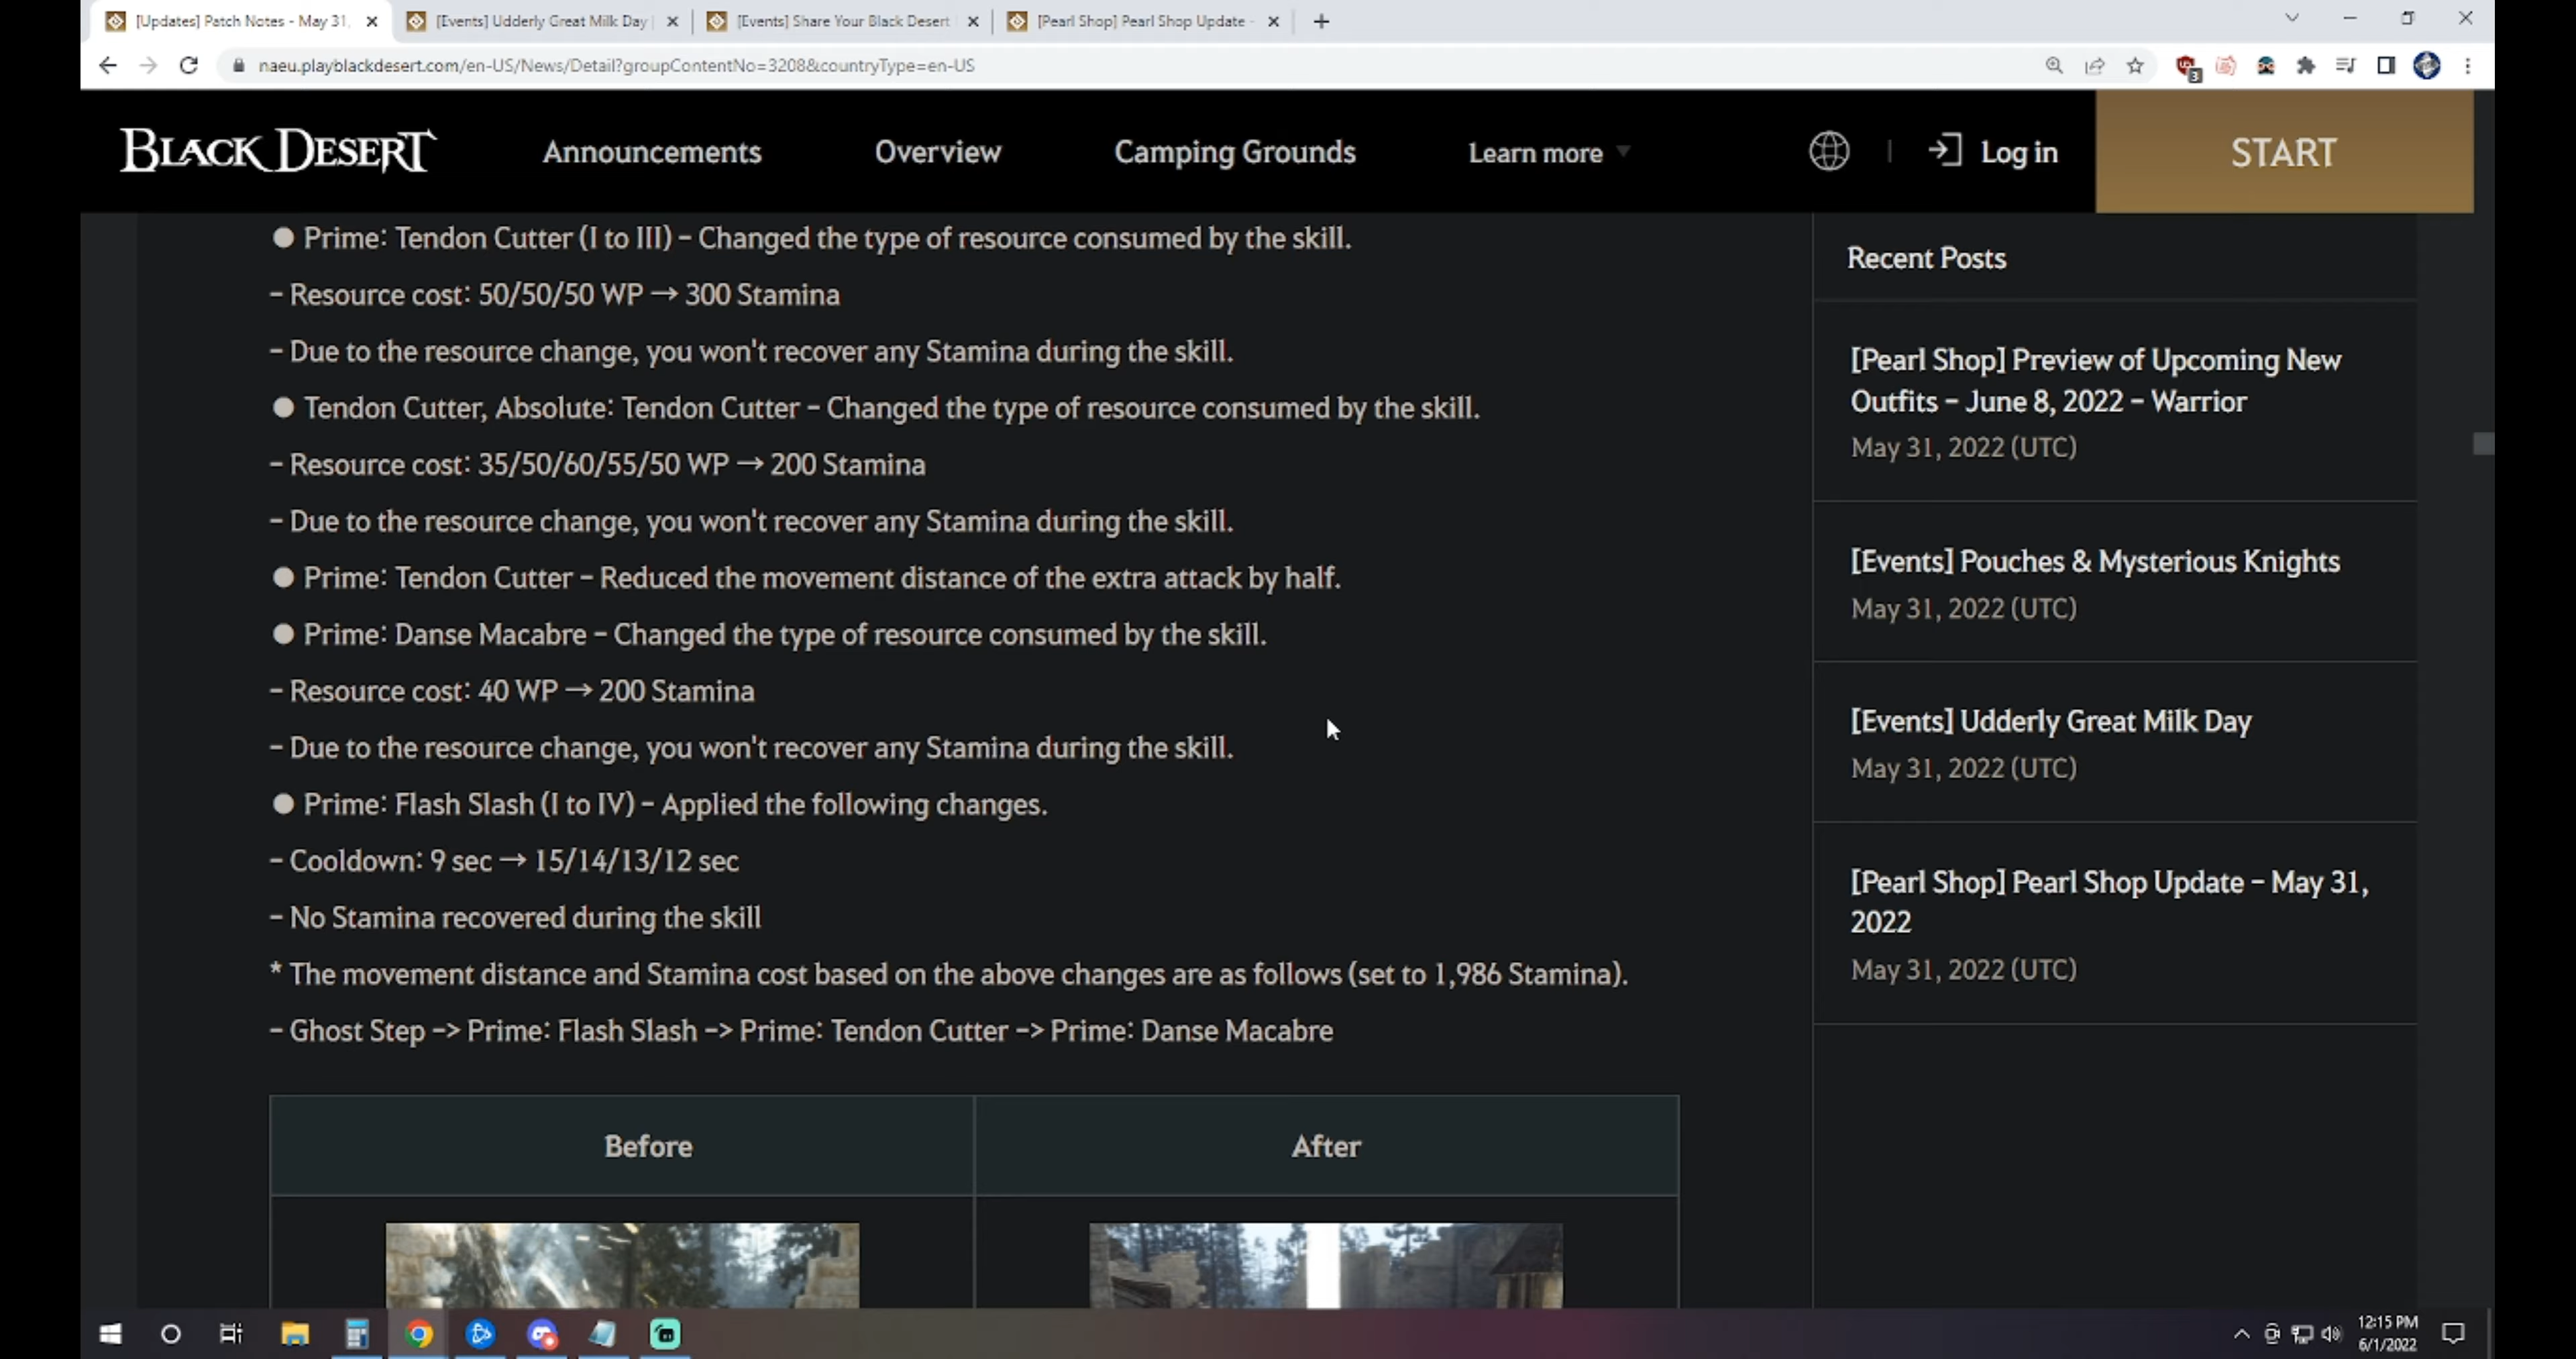 [Updates] Patch Notes - May 31,
[Events] Udderly Great Milk Day
[Events] Share Your Black Desert
[Pearl Shop] Pearl Shop Update -
naeu.playblackdesert.com/en-US/News/Detail?groupContentNo=3208&countryType=en-US
3
BLACK DESERT
Announcements
Overview
Camping Grounds
Learn more
Log in
START
● Prime: Tendon Cutter (I to III) – Changed the type of resource consumed by the skill.
– Resource cost: 50/50/50 WP → 300 Stamina
– Due to the resource change, you won't recover any Stamina during the skill.
● Tendon Cutter, Absolute: Tendon Cutter – Changed the type of resource consumed by the skill.
– Resource cost: 35/50/60/55/50 WP → 200 Stamina
– Due to the resource change, you won't recover any Stamina during the skill.
● Prime: Tendon Cutter – Reduced the movement distance of the extra attack by half.
● Prime: Danse Macabre – Changed the type of resource consumed by the skill.
– Resource cost: 40 WP → 200 Stamina
– Due to the resource change, you won't recover any Stamina during the skill.
● Prime: Flash Slash (I to IV) – Applied the following changes.
– Cooldown: 9 sec → 15/14/13/12 sec
– No Stamina recovered during the skill
* The movement distance and Stamina cost based on the above changes are as follows (set to 1,986 Stamina).
– Ghost Step –> Prime: Flash Slash –> Prime: Tendon Cutter –> Prime: Danse Macabre
Before
After
Recent Posts
[Pearl Shop] Preview of Upcoming New
Outfits – June 8, 2022 – Warrior
May 31, 2022 (UTC)
[Events] Pouches & Mysterious Knights
May 31, 2022 (UTC)
[Events] Udderly Great Milk Day
May 31, 2022 (UTC)
[Pearl Shop] Pearl Shop Update – May 31,
2022
May 31, 2022 (UTC)
12:15 PM
6/1/2022